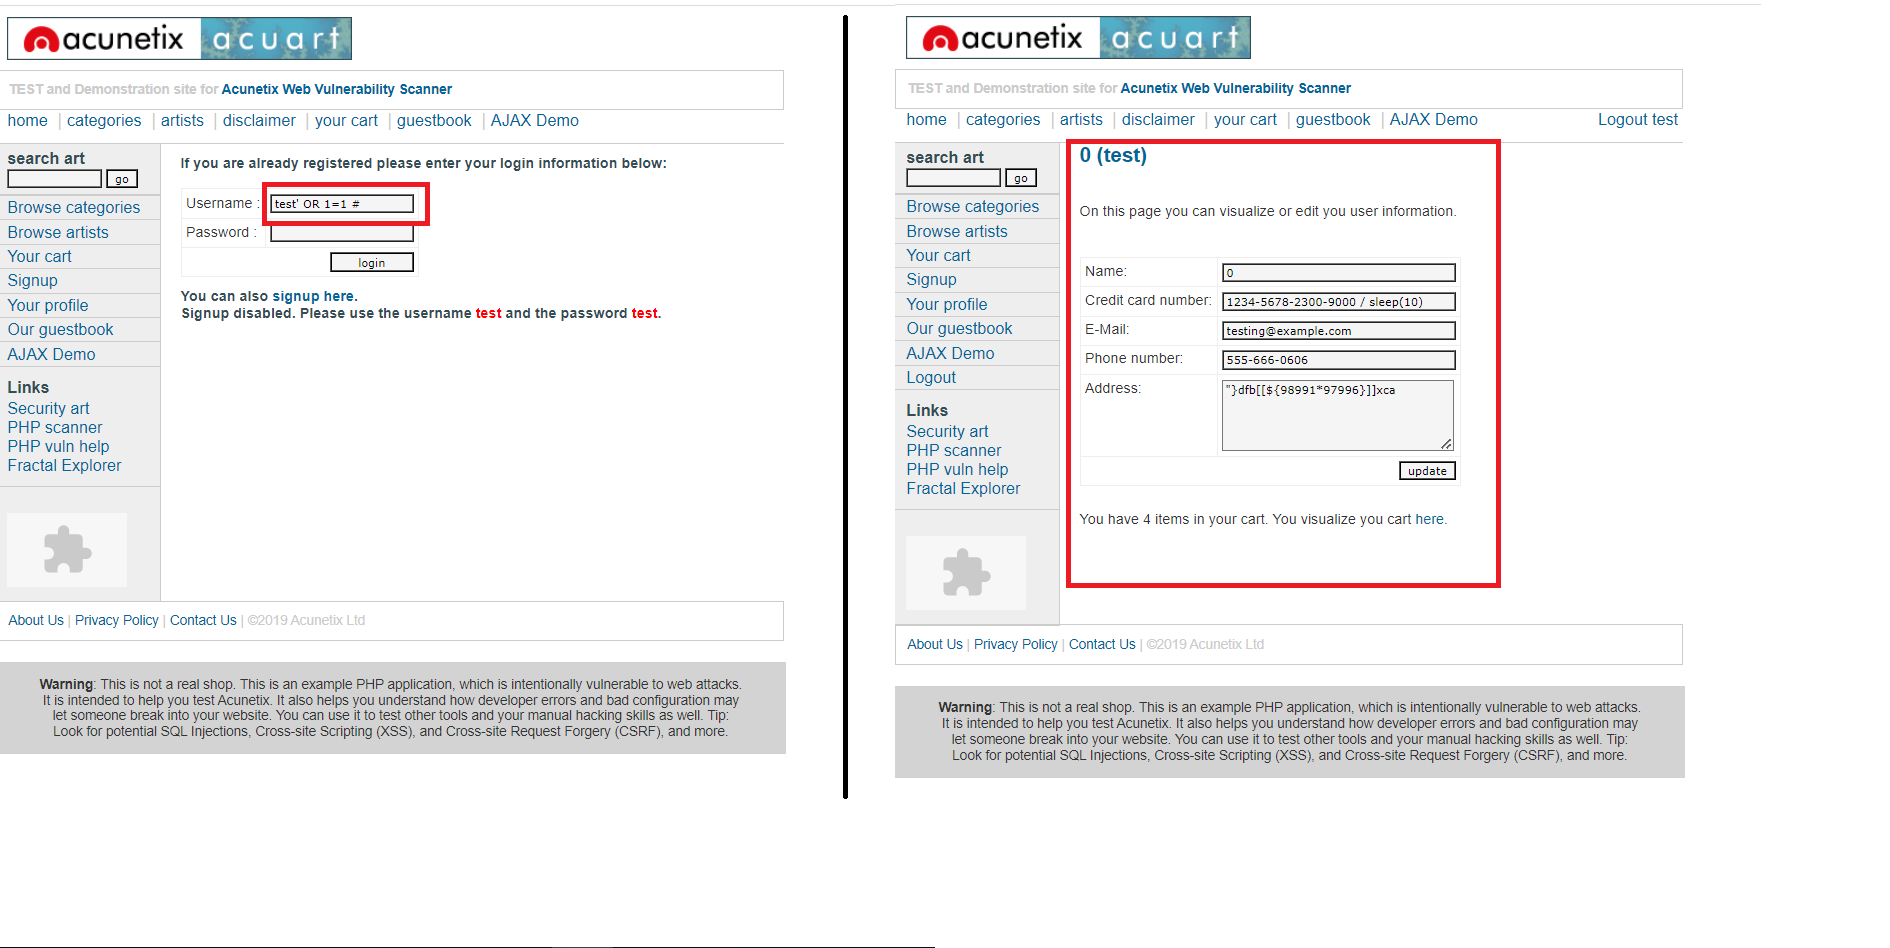 acunetix acuart
TEST and Demonstration site for Acunetix Web Vulnerability Scanner
home | categories | artists | disclaimer | your cart | guestbook | AJAX Demo
search art
go
Browse categories
Browse artists
Your cart
Signup
Your profile
Our guestbook
AJAX Demo
Links
Security art
PHP scanner
PHP vuln help
Fractal Explorer
If you are already registered please enter your login information below:
Username : test' OR 1=1 #
Password :
login
You can also signup here.
Signup disabled. Please use the username test and the password test.
About Us | Privacy Policy | Contact Us | ©2019 Acunetix Ltd
Warning: This is not a real shop. This is an example PHP application, which is intentionally vulnerable to web attacks.
It is intended to help you test Acunetix. It also helps you understand how developer errors and bad configuration may
let someone break into your website. You can use it to test other tools and your manual hacking skills as well. Tip:
Look for potential SQL Injections, Cross-site Scripting (XSS), and Cross-site Request Forgery (CSRF), and more.
acunetix acuart
TEST and Demonstration site for Acunetix Web Vulnerability Scanner
home | categories | artists | disclaimer | your cart | guestbook | AJAX Demo Logout test
search art
go
Browse categories
Browse artists
Your cart
Signup
Your profile
Our guestbook
AJAX Demo
Logout
Links
Security art
PHP scanner
PHP vuln help
Fractal Explorer
0 (test)
On this page you can visualize or edit you user information.
Name: 0
Credit card number: 1234-5678-2300-9000 / sleep(10)
E-Mail: testing@example.com
Phone number: 555-666-0606
Address: "}dfb[[${98991*97996}]]xca
update
You have 4 items in your cart. You visualize you cart here.
About Us | Privacy Policy | Contact Us | ©2019 Acunetix Ltd
Warning: This is not a real shop. This is an example PHP application, which is intentionally vulnerable to web attacks.
It is intended to help you test Acunetix. It also helps you understand how developer errors and bad configuration may
let someone break into your website. You can use it to test other tools and your manual hacking skills as well. Tip:
Look for potential SQL Injections, Cross-site Scripting (XSS), and Cross-site Request Forgery (CSRF), and more.